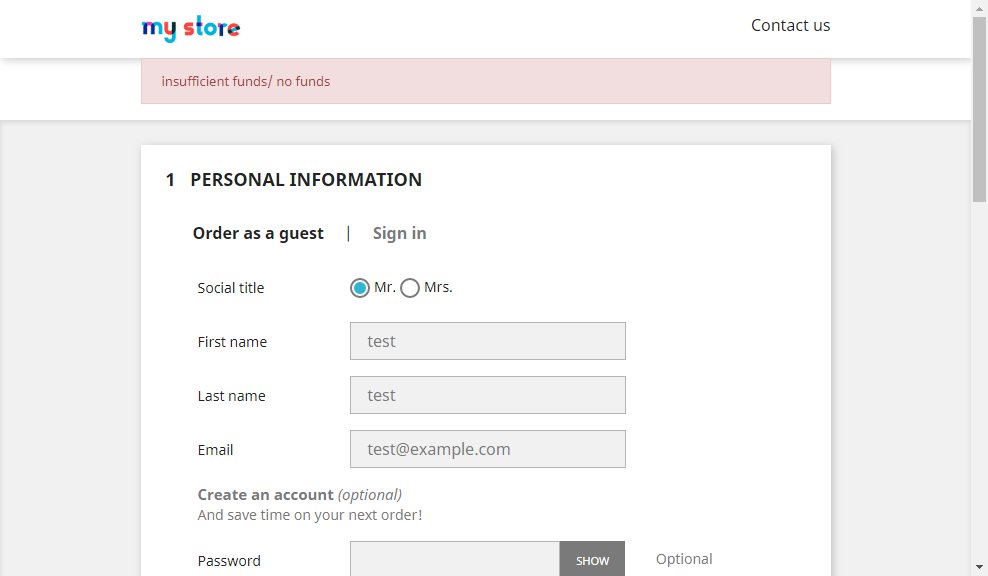 my store
Contact us
insufficient funds/ no funds
1 PERSONAL INFORMATION
Order as a guest | Sign in
Social title Mr. Mrs.
First name test
Last name test
Email test@example.com
Create an account (optional)
And save time on your next order!
Password SHOW Optional